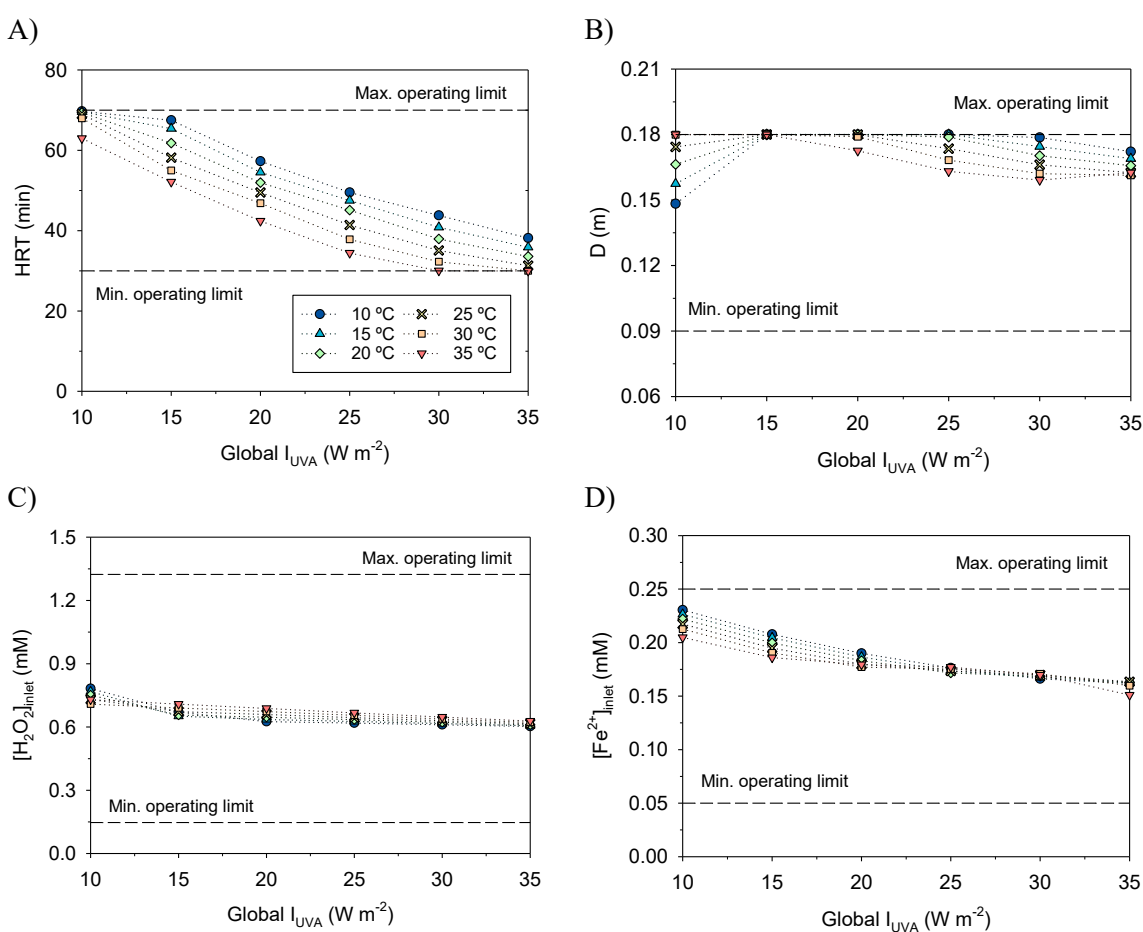 A)
80
60
40
20
0
HRT (min)
Max. operating limit
Min. operating limit
10 ºC
15 ºC
20 ºC
25 ºC
30 ºC
35 ºC
10 15 20 25 30 35
Global I_UVA (W m⁻²)
B)
0.21
0.18
0.15
0.12
0.09
0.06
D (m)
Max. operating limit
Min. operating limit
10 15 20 25 30 35
Global I_UVA (W m⁻²)
C)
1.5
1.2
0.9
0.6
0.3
0.0
[H₂O₂]inlet (mM)
Max. operating limit
Min. operating limit
10 15 20 25 30 35
Global I_UVA (W m⁻²)
D)
0.30
0.25
0.20
0.15
0.10
0.05
0.00
[Fe²⁺]inlet (mM)
Max. operating limit
Min. operating limit
10 15 20 25 30 35
Global I_UVA (W m⁻²)